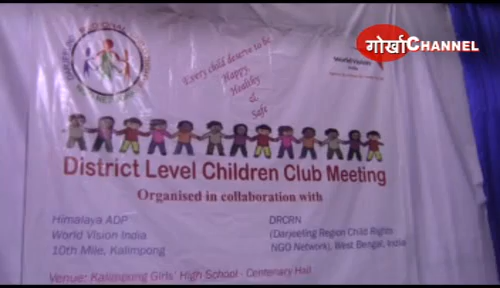 गोर्खा CHANNEL
World Vision
India
Every child deserve to be
Happy,
Healthy
&
Safe
District Level Children Club Meeting
Organised in collaboration with
Himalaya ADP
World Vision India
10th Mile, Kalimpong
DRCRN
(Darjeeling Region Child Rights
NGO Network), West Bengal, India
Venue: Kalimpong Girls' High School - Centenary Hall